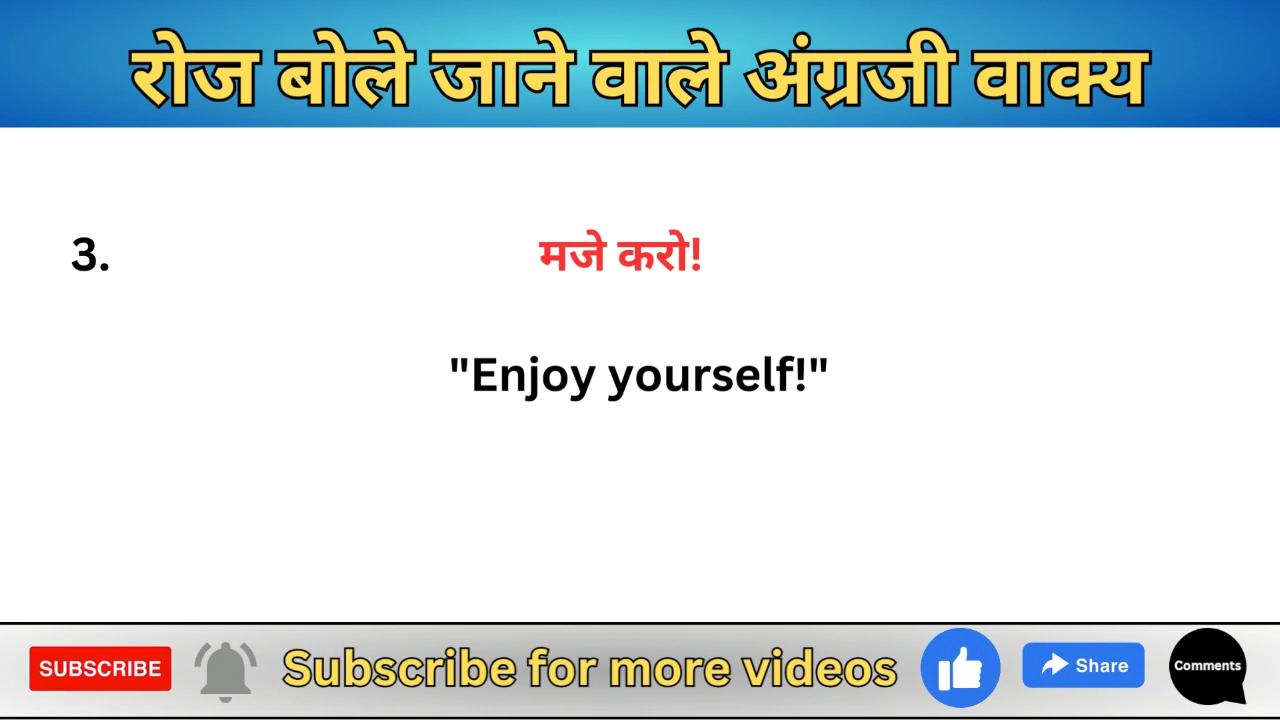 रोज बोले जाने वाले अंग्रजी वाक्य
3. मजे करो!
"Enjoy yourself!"
SUBSCRIBE Subscribe for more videos Share Comments